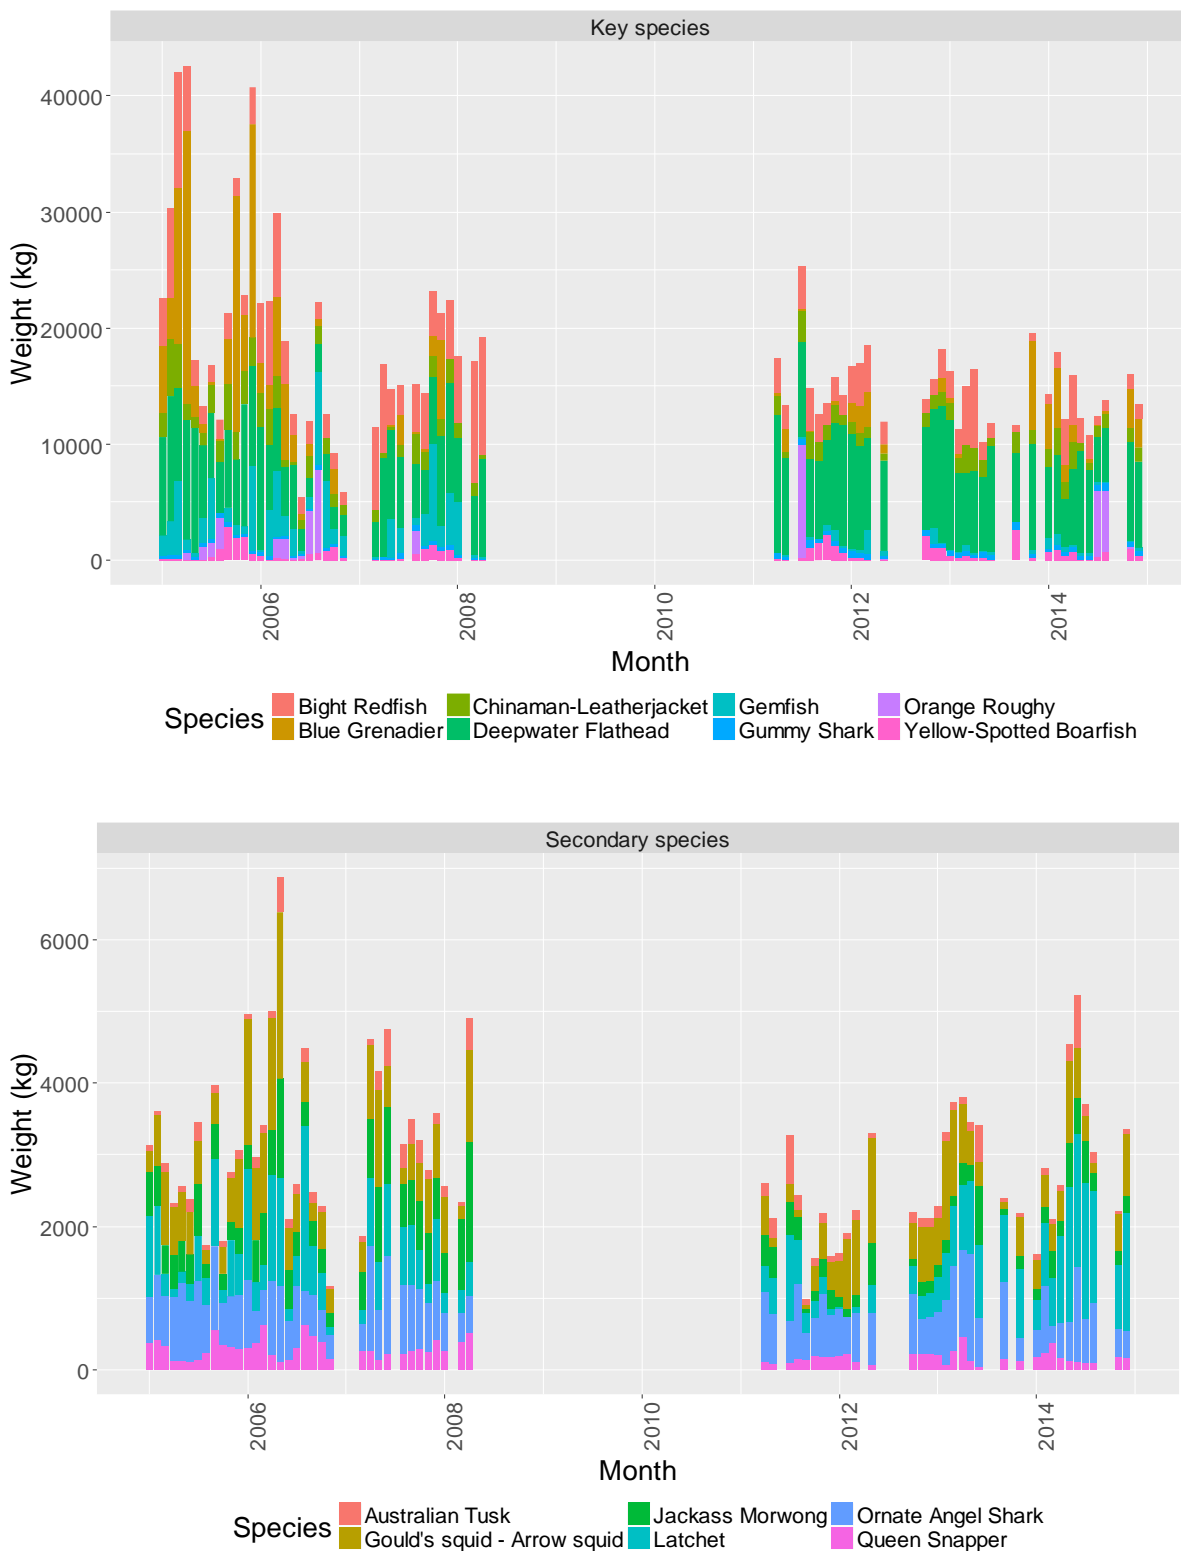 Key species
Weight (kg)
40000
30000
20000
10000
0
2006
2008
2010
2012
2014
Month
Species
Bight Redfish
Chinaman-Leatherjacket
Gemfish
Orange Roughy
Blue Grenadier
Deepwater Flathead
Gummy Shark
Yellow-Spotted Boarfish
Secondary species
Weight (kg)
6000
4000
2000
0
2006
2008
2010
2012
2014
Month
Species
Australian Tusk
Jackass Morwong
Ornate Angel Shark
Gould's squid - Arrow squid
Latchet
Queen Snapper